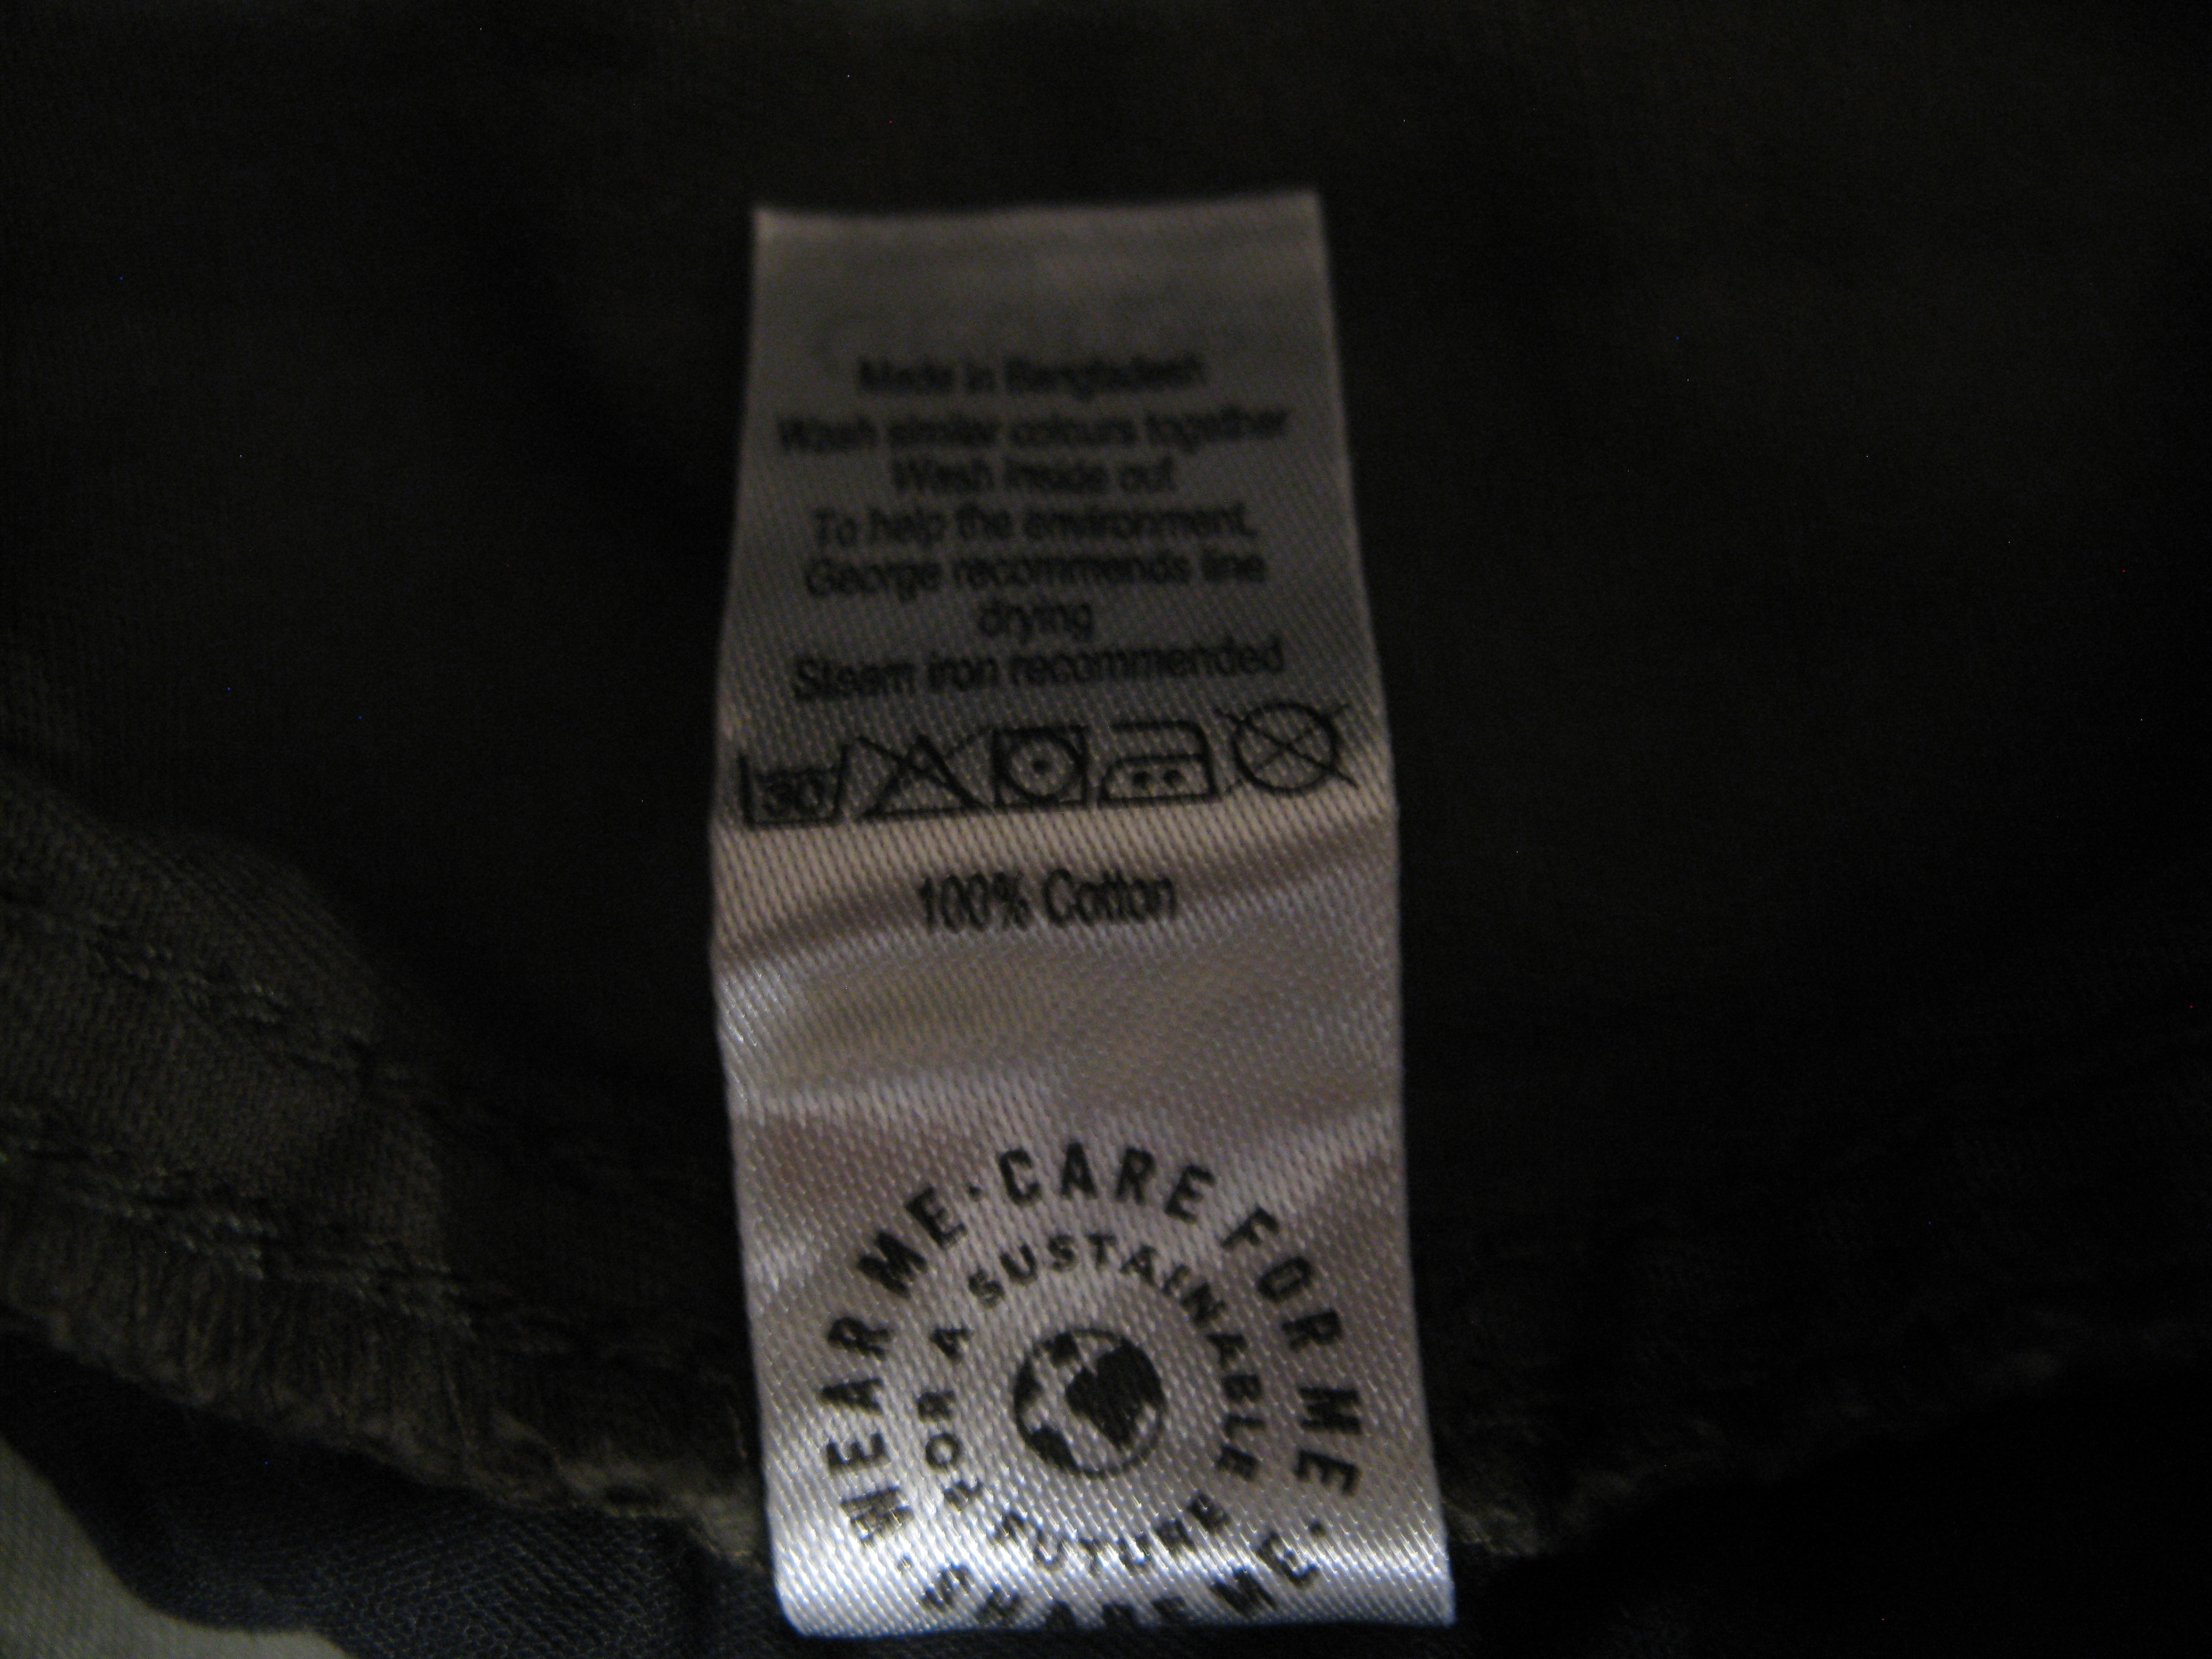 Made in Bangladesh
Wash similar colours together
Wash inside out
To help the environment,
George recommends line
drying
Steam iron recommended
30
100% Cotton
WEAR ME · CARE FOR ME · SHARE ME ·
FOR A SUSTAINABLE FUTURE